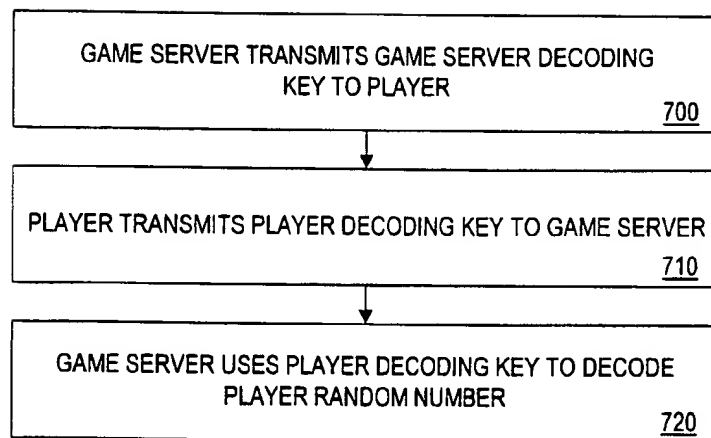 GAME SERVER TRANSMITS GAME SERVER DECODING
KEY TO PLAYER
700
PLAYER TRANSMITS PLAYER DECODING KEY TO GAME SERVER
710
GAME SERVER USES PLAYER DECODING KEY TO DECODE
PLAYER RANDOM NUMBER
720